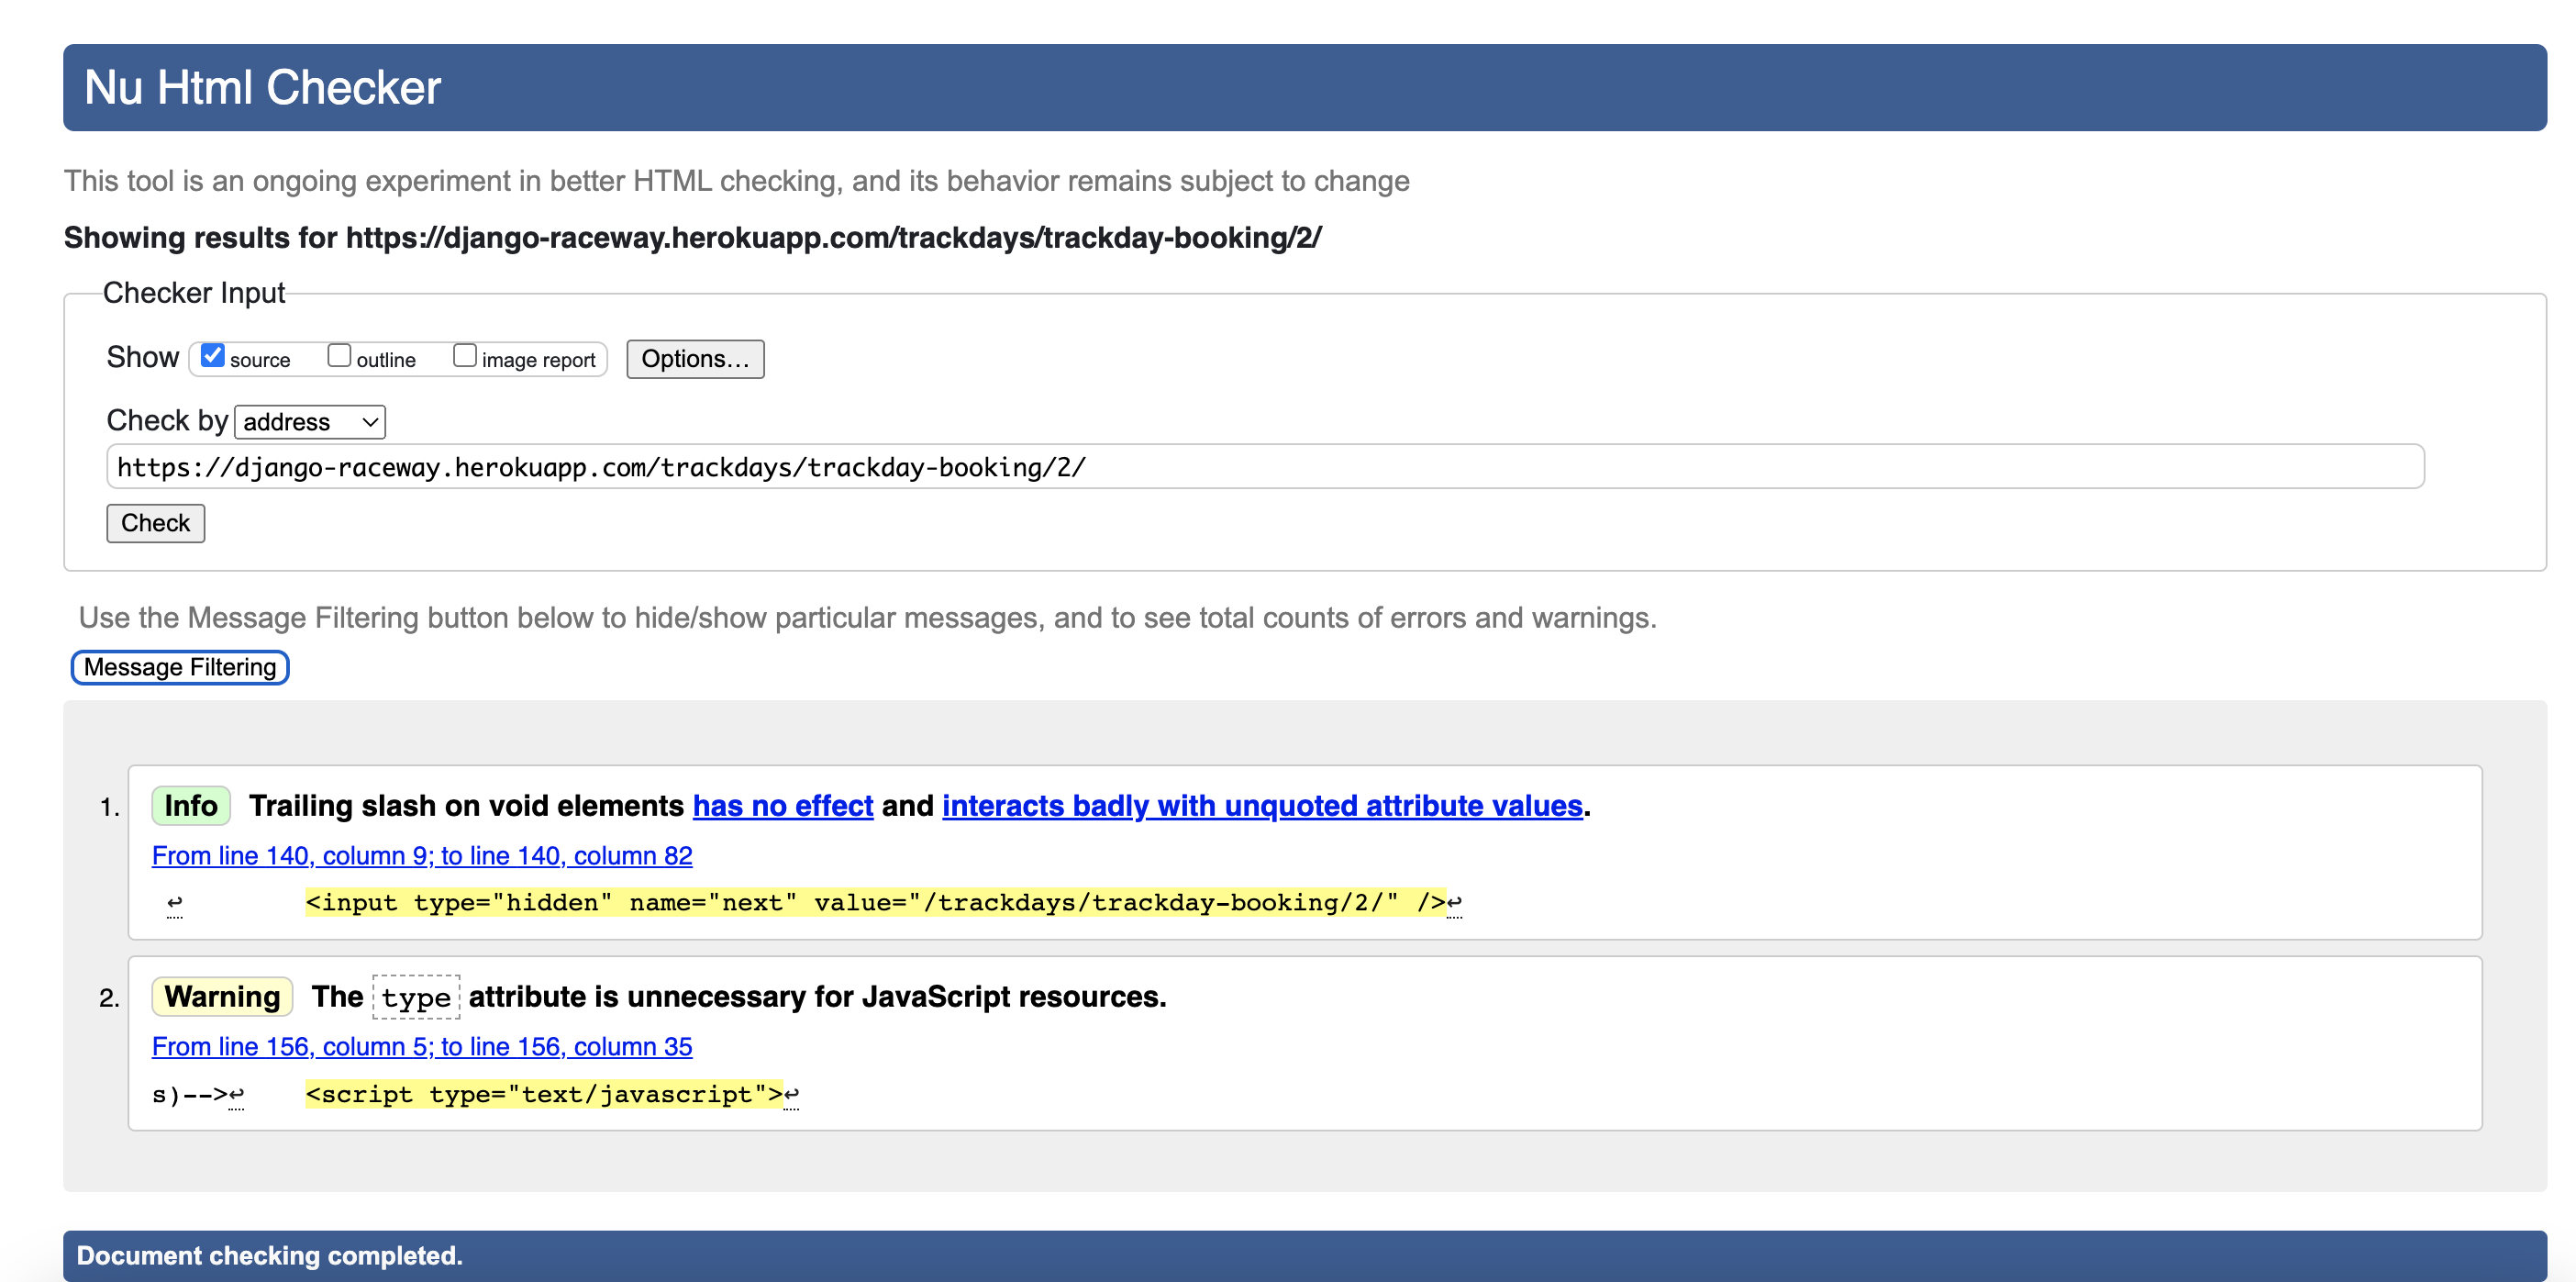 Nu Html Checker
This tool is an ongoing experiment in better HTML checking, and its behavior remains subject to change
Showing results for https://django-raceway.herokuapp.com/trackdays/trackday-booking/2/
Checker Input
Show source outline image report Options...
Check by address
https://django-raceway.herokuapp.com/trackdays/trackday-booking/2/
Check
Use the Message Filtering button below to hide/show particular messages, and to see total counts of errors and warnings.
Message Filtering
1. Info Trailing slash on void elements has no effect and interacts badly with unquoted attribute values.
From line 140, column 9; to line 140, column 82
↩ <input type="hidden" name="next" value="/trackdays/trackday-booking/2/" />↩
2. Warning The type attribute is unnecessary for JavaScript resources.
From line 156, column 5; to line 156, column 35
s)-->↩ <script type="text/javascript">↩
Document checking completed.